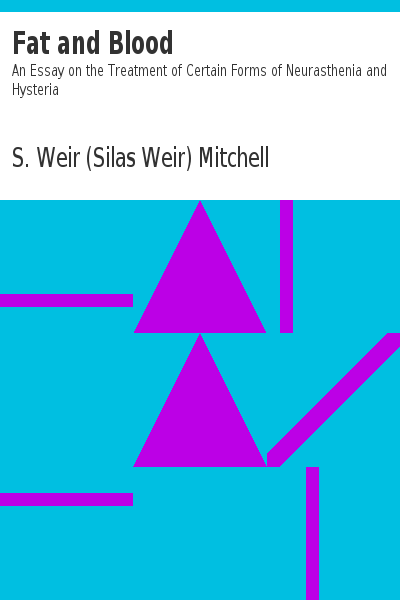 Fat and Blood
An Essay on the Treatment of Certain Forms of Neurasthenia and
Hysteria
S. Weir (Silas Weir) Mitchell